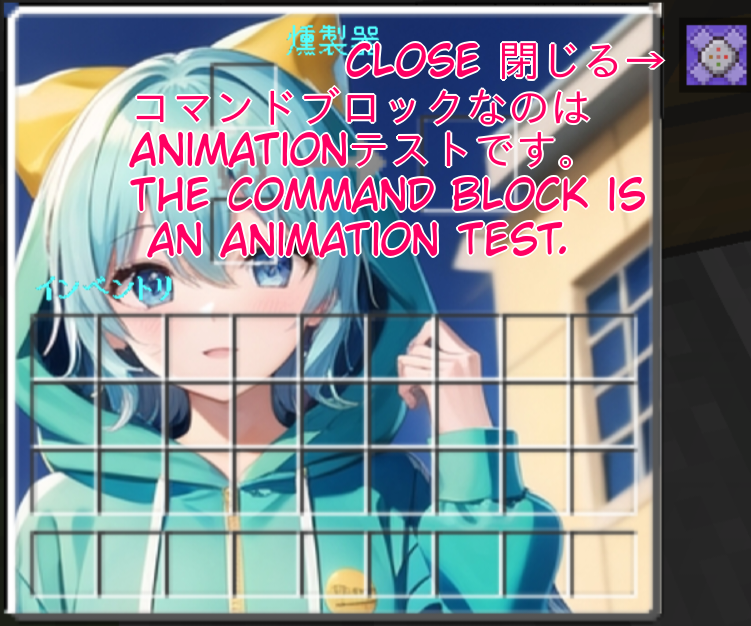 燻製器
CLOSE 閉じる→
コマンドブロックなのは
ANIMATIONテストです。
THE COMMAND BLOCK IS
AN ANIMATION TEST.
インベントリ